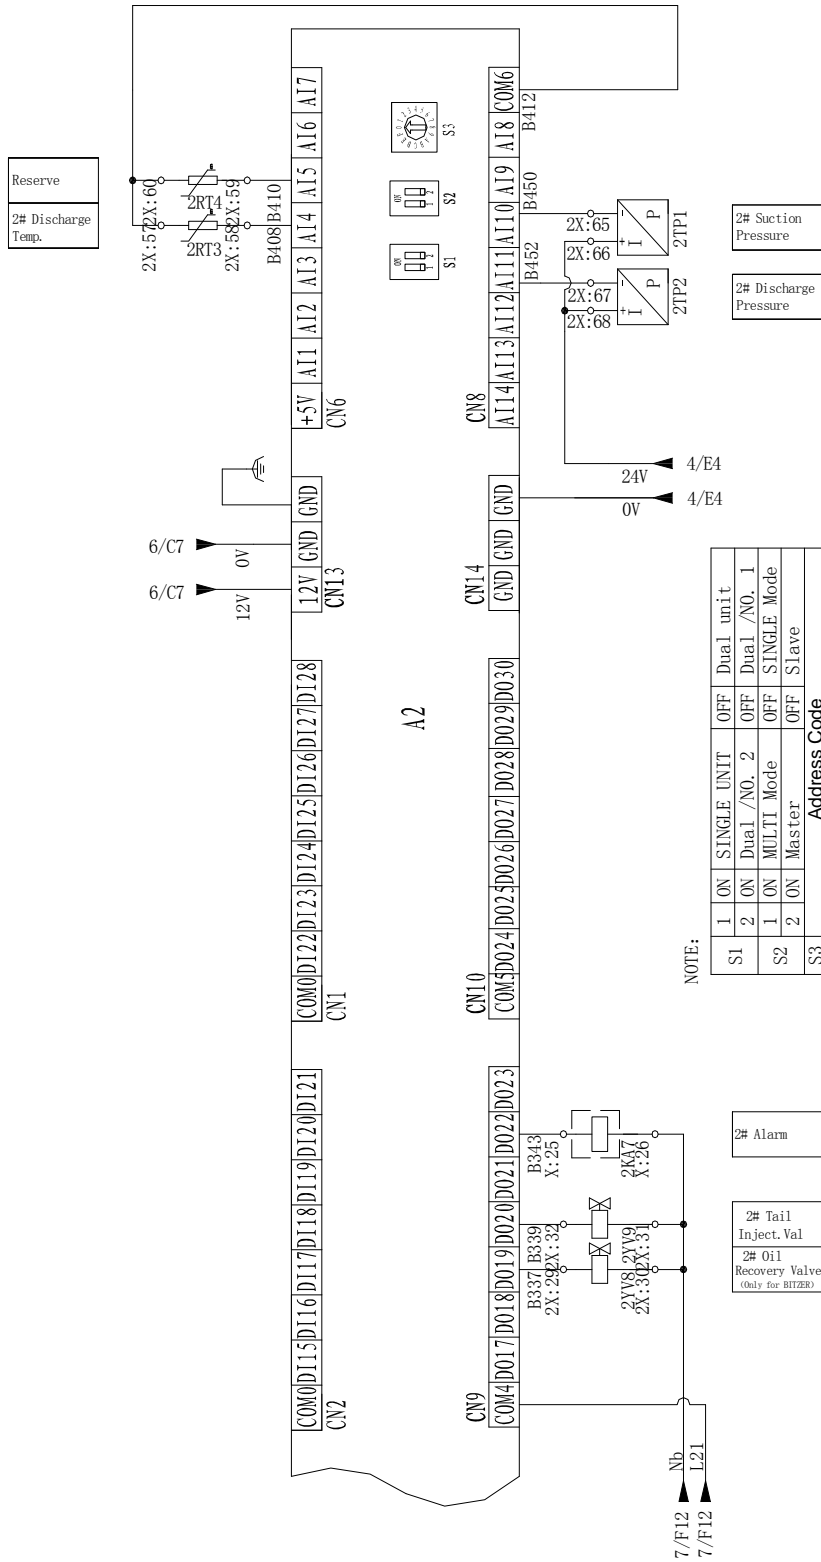 Reserve
2# Discharge
Temp.
2X:60
2X:57
2RT4
2RT3
2X:59
2X:58
B410
B408
AI7
AI6
AI5
AI4
AI3
AI2
AI1
+5V
CN6
S3
S2
ON
1 2
S1
ON
1 2
COM6
AI8
AI9
AI10
AI11
AI12
AI13
AI14
CN8
B412
B450
B452
2X:65
2X:66
- P
+ I
2TP1
2X:67
2X:68
- P
+ I
2TP2
2# Suction
Pressure
2# Discharge
Pressure
24V
4/E4
0V
4/E4
6/C7
0V
6/C7
12V
GND
GND
12V
CN13
GND
GND
GND
CN14
A2
DI28
DI27
DI26
DI25
DI24
DI23
DI22
COM0
CN1
DO30
DO29
DO28
DO27
DO26
DO25
DO24
COM5
CN10
NOTE:
S1 1 ON SINGLE UNIT OFF Dual unit
2 ON Dual /NO. 2 OFF Dual /NO. 1
S2 1 ON MULTI Mode OFF SINGLE Mode
2 ON Master OFF Slave
S3 Address Code
DI21
DI20
DI19
DI18
DI17
DI16
DI15
COM0
CN2
DO23
DO22
DO21
DO20
DO19
DO18
DO17
COM4
CN9
B343
X:25
2KA7
X:26
B339
2X:32
2YV9
2X:31
B337
2X:29
2YV8
2X:30
2# Alarm
2# Tail
Inject.Val
2# Oil
Recovery Valve
(Only for BITZER)
Nb
L21
7/F12
7/F12